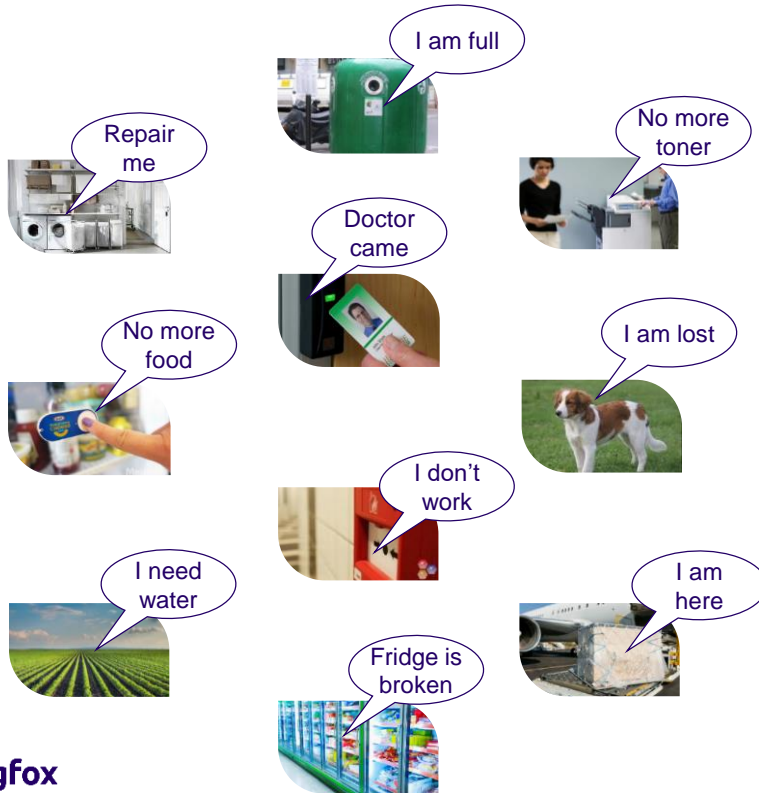 I am full
Repair
me
No more
toner
Doctor
came
No more
food
I am lost
I don’t
work
I need
water
I am
here
Fridge is
broken
gfox